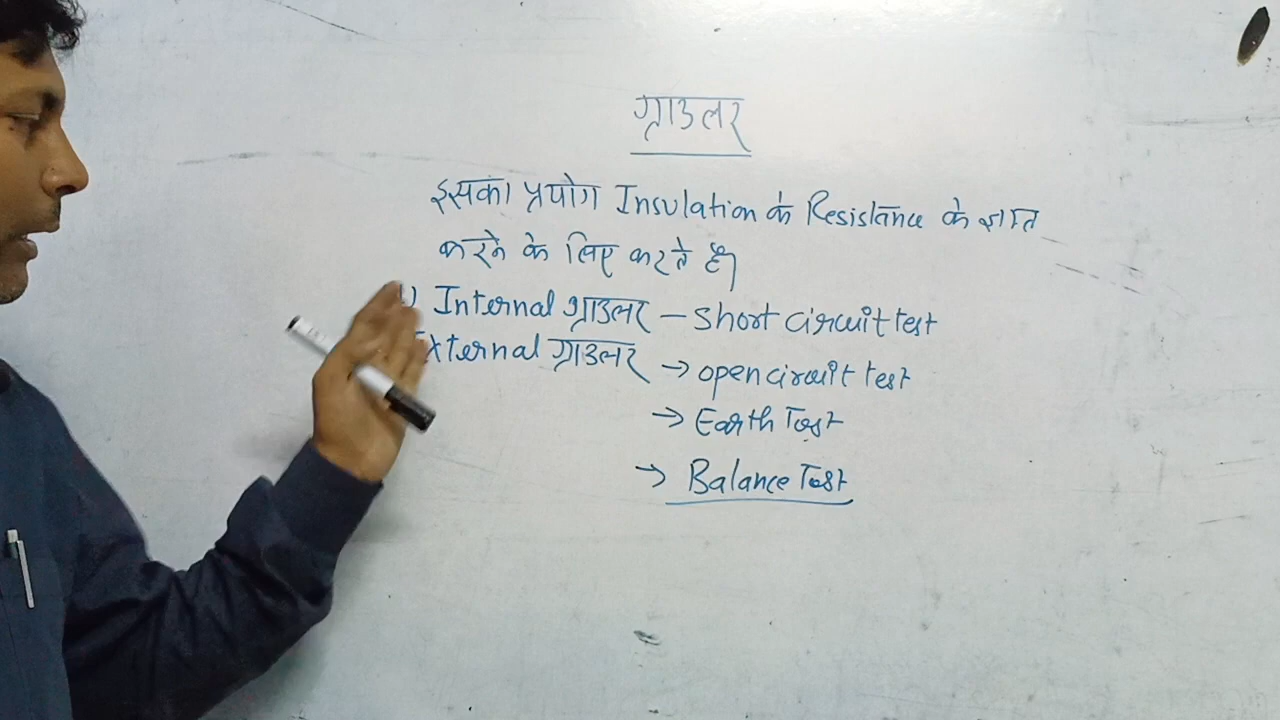 ग्राउलर
इसका प्रयोग Insulation के Resistance के ज्ञात
करने के लिए करते है।
Internal ग्राउलर – short circuit test
External ग्राउलर → open circuit test
→ Earth Test
→ Balance Test